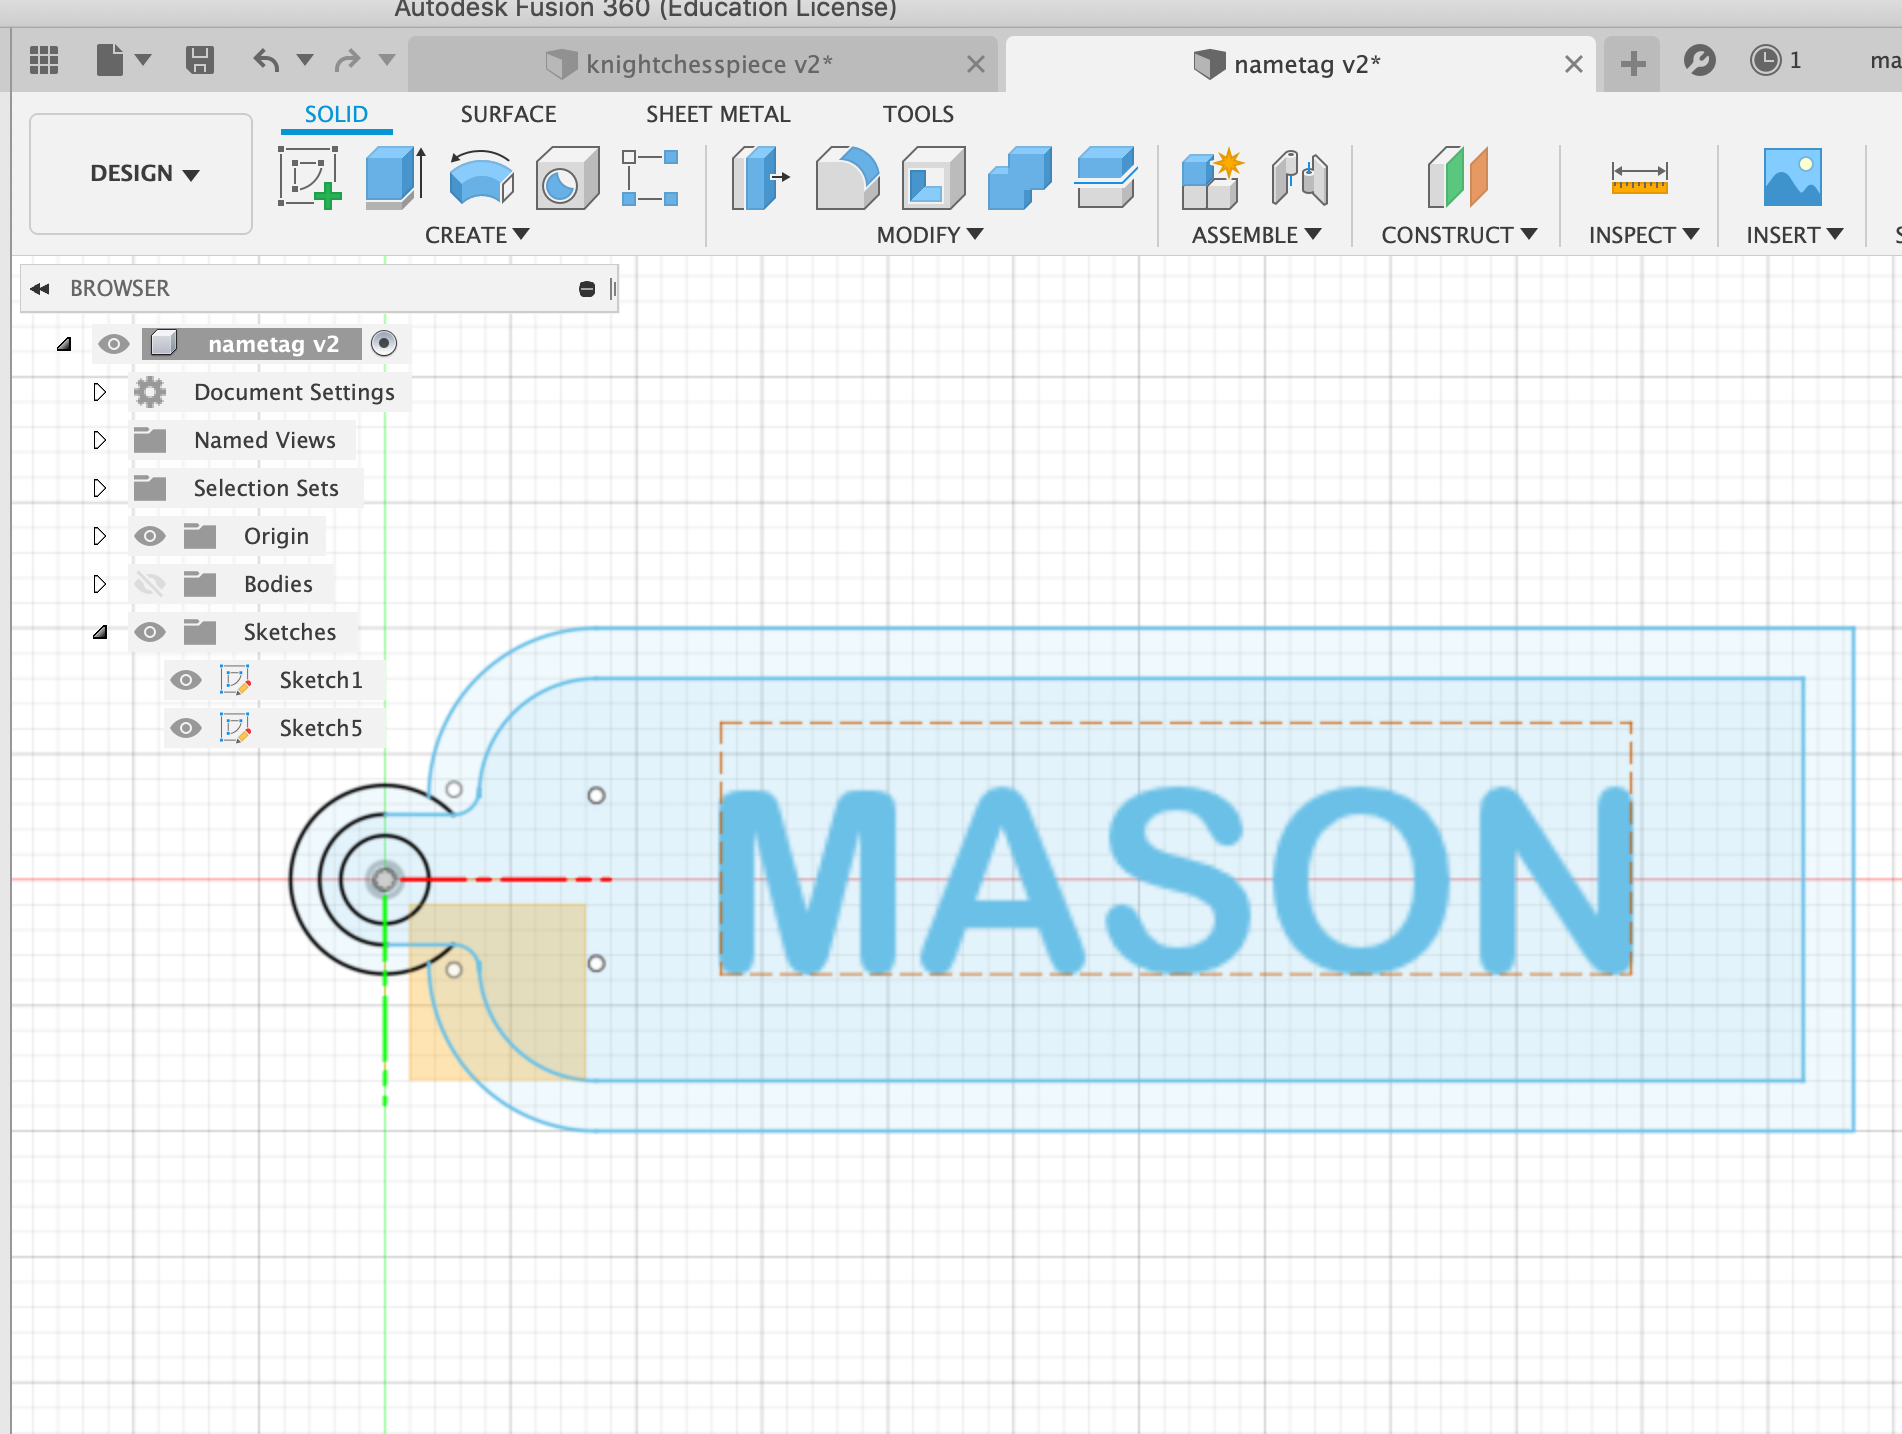 Autodesk Fusion 360 (Education License)
knightchesspiece v2*
nametag v2*
1
ma
SOLID
SURFACE
SHEET METAL
TOOLS
DESIGN
CREATE
MODIFY
ASSEMBLE
CONSTRUCT
INSPECT
INSERT
S
BROWSER
nametag v2
Document Settings
Named Views
Selection Sets
Origin
Bodies
Sketches
Sketch1
Sketch5
MASON